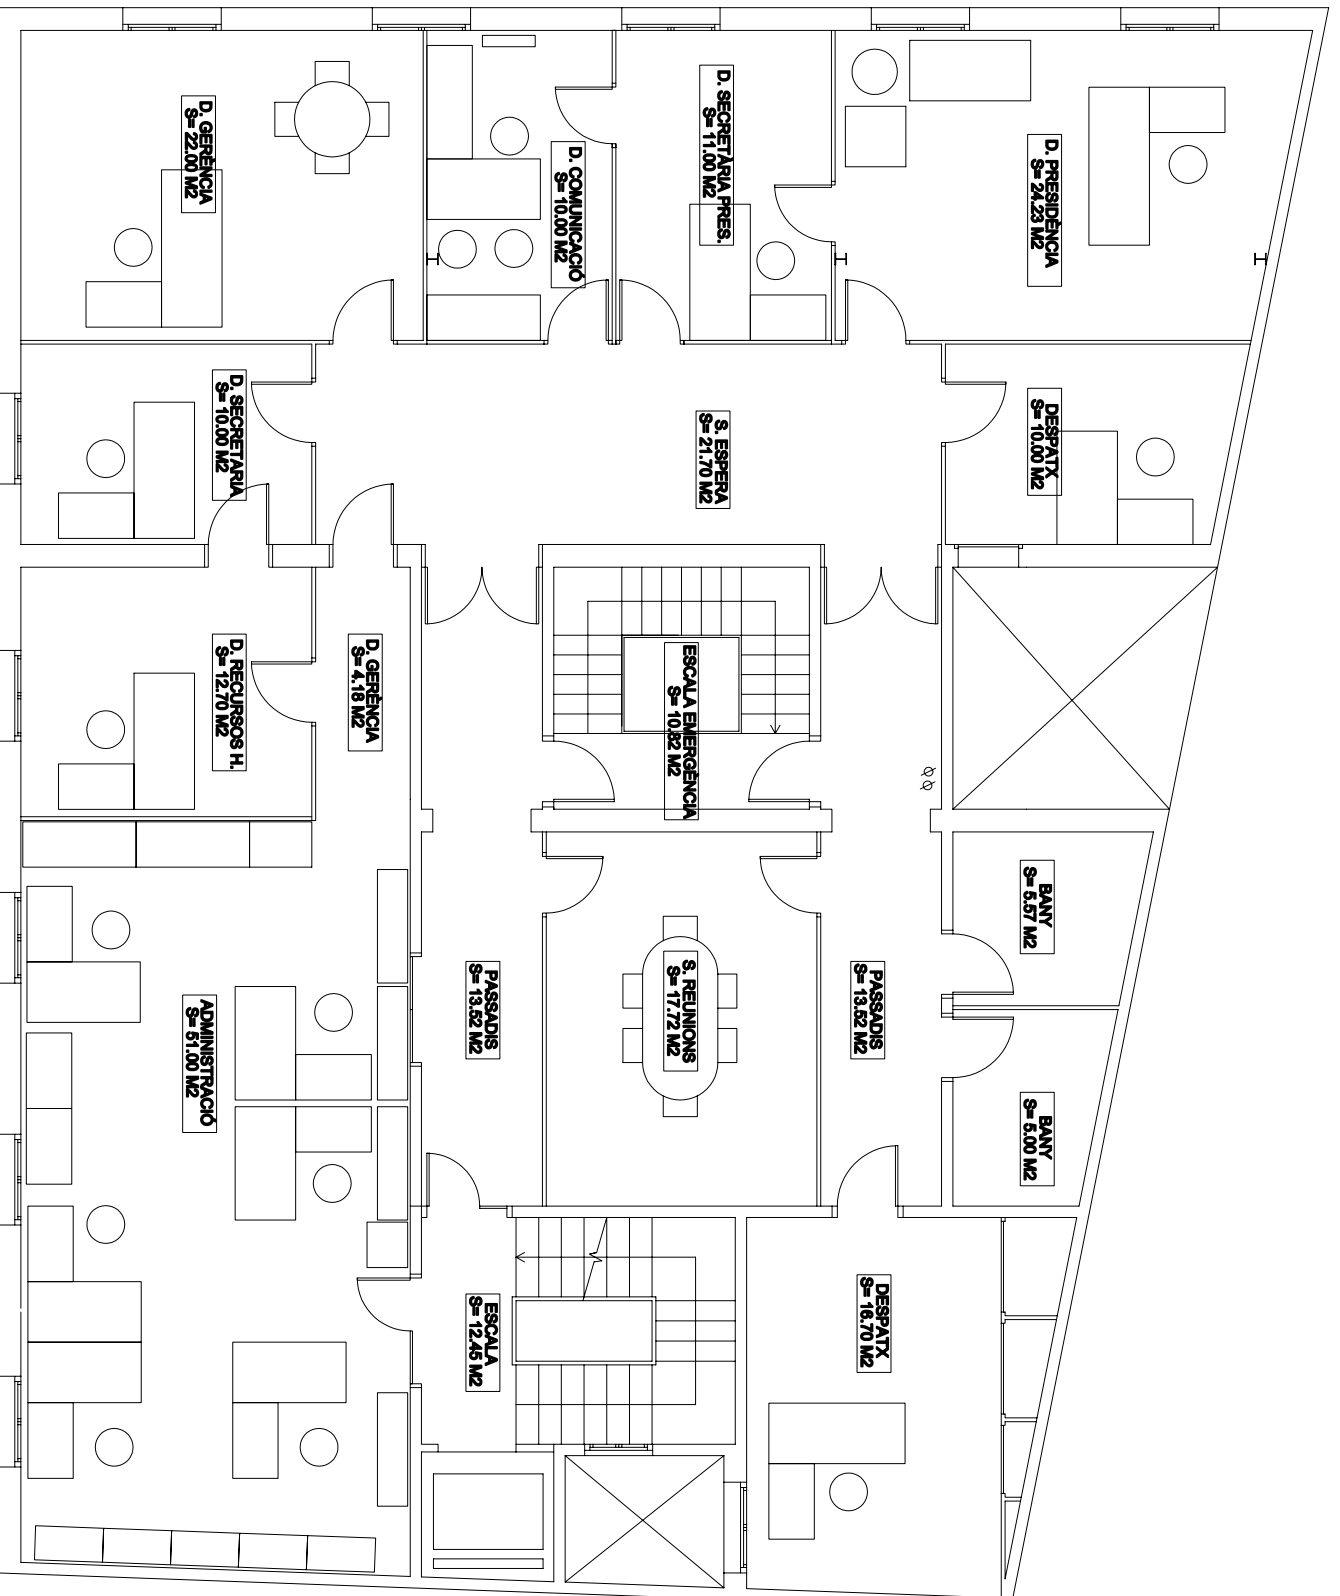 D. GERÈNCIA
S= 22.00 M2
D. COMUNICACIÓ
S= 10.00 M2
D. SECRETÀRIA PRES.
S= 11.00 M2
D. PRESIDÈNCIA
S= 24.23 M2
D. SECRETARIA
S= 10.00 M2
S. ESPERA
S= 21.70 M2
DESPATX
S= 10.00 M2
D. RECURSOS H.
S= 12.70 M2
D. GERÈNCIA
S= 4.18 M2
ESCALA EMERGÈNCIA
S= 10.82 M2
BANY
S= 5.57 M2
PASSADIS
S= 13.52 M2
S. REUNIONS
S= 17.72 M2
PASSADIS
S= 13.52 M2
ADMINISTRACIÓ
S= 51.00 M2
BANY
S= 5.00 M2
ESCALA
S= 12.45 M2
DESPATX
S= 16.70 M2